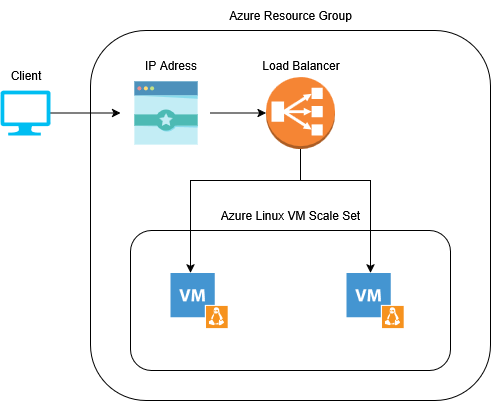 Azure Resource Group
Client
IP Adress
Load Balancer
Azure Linux VM Scale Set
VM
VM